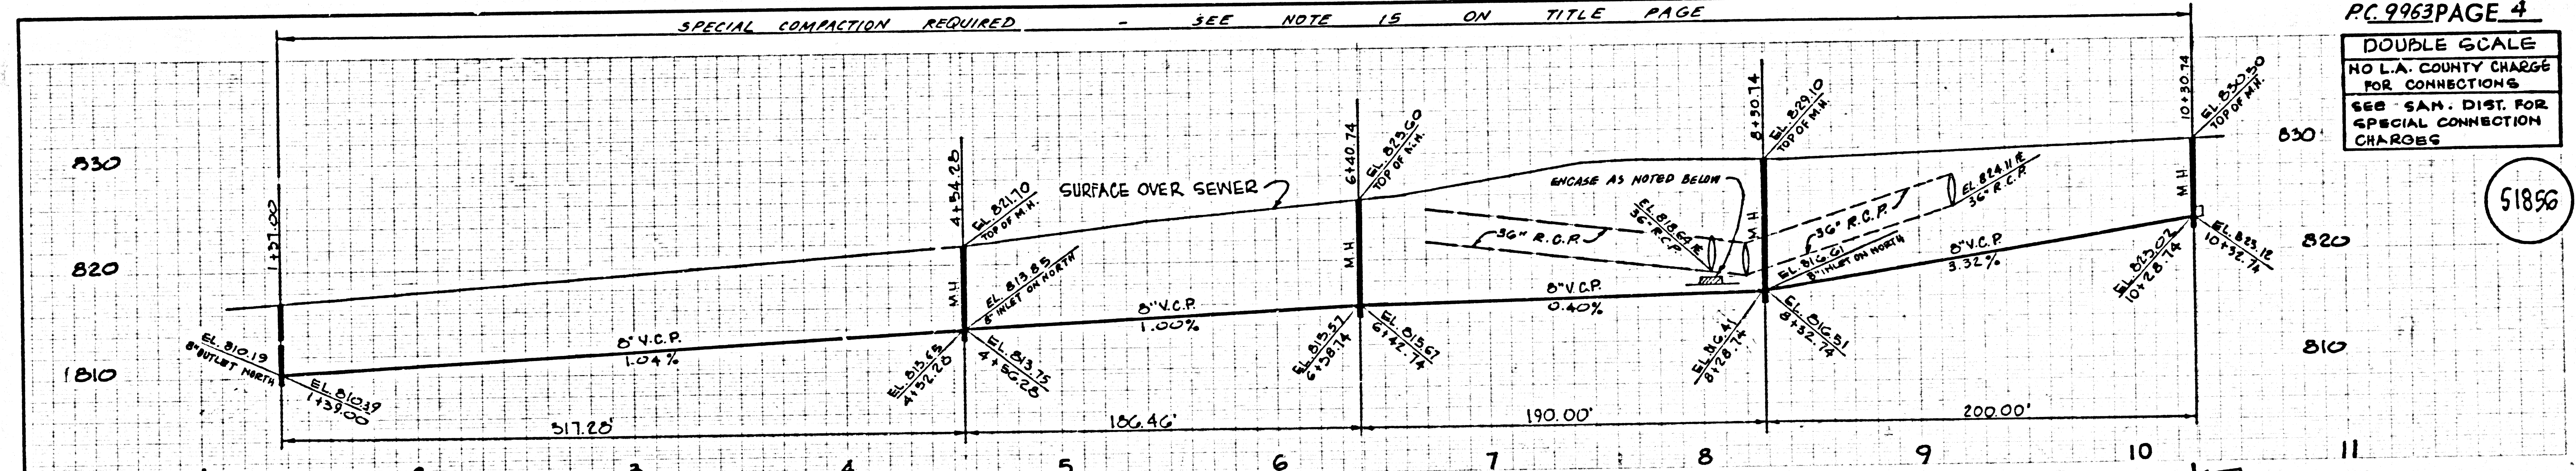 SPECIAL COMPACTION REQUIRED - SEE NOTE 15 ON TITLE PAGE
P.C. 9963 PAGE 4
DOUBLE SCALE
NO L.A. COUNTY CHARGE
FOR CONNECTIONS
SEE SAN. DIST. FOR
SPECIAL CONNECTION
CHARGES
51856
830
820
1810
830
820
810
1+37.00
EL. 810.19
8" OUTLET NORTH
EL. 810.39
1+39.00
8" V.C.P.
1.04%
317.28'
4+54.28
M.H.
EL. 821.70
TOP OF M.H.
EL. 813.85
8" INLET ON NORTH
EL. 813.65
4+52.28
EL. 813.75
4+56.28
SURFACE OVER SEWER
8" V.C.P.
1.00%
186.46'
6+40.74
M.H.
TOP OF M.H.
EL. 815.57
6+38.74
EL. 815.67
6+42.74
36" R.C.P.
8" V.C.P.
0.40%
190.00'
ENCASE AS NOTED BELOW
EL. 818.64 ℄
36" R.C.P.
8+30.74
M.H.
EL. 829.10
TOP OF M.H.
EL. 816.61
8" INLET ON NORTH
EL. 816.41
8+28.74
EL. 816.51
8+32.74
36" R.C.P.
EL 824.11 ℄
36" R.C.P.
8" V.C.P.
3.32%
200.00'
10+30.74
M.H.
EL. 830.50
TOP OF M.H.
EL. 823.02
10+28.74
EL. 823.12
10+32.74
3
4
5
6
7
8
9
10
11